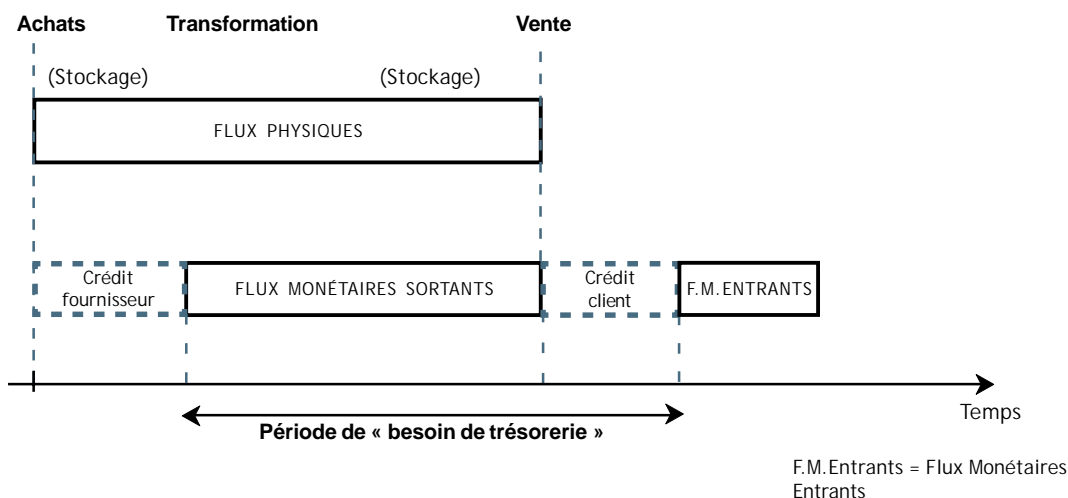 Achats Transformation Vente
(Stockage) (Stockage)
FLUX PHYSIQUES
Crédit
fournisseur
FLUX MONÉTAIRES SORTANTS
Crédit
client
F.M.ENTRANTS
Temps
Période de « besoin de trésorerie »
F.M.Entrants = Flux Monétaires
Entrants